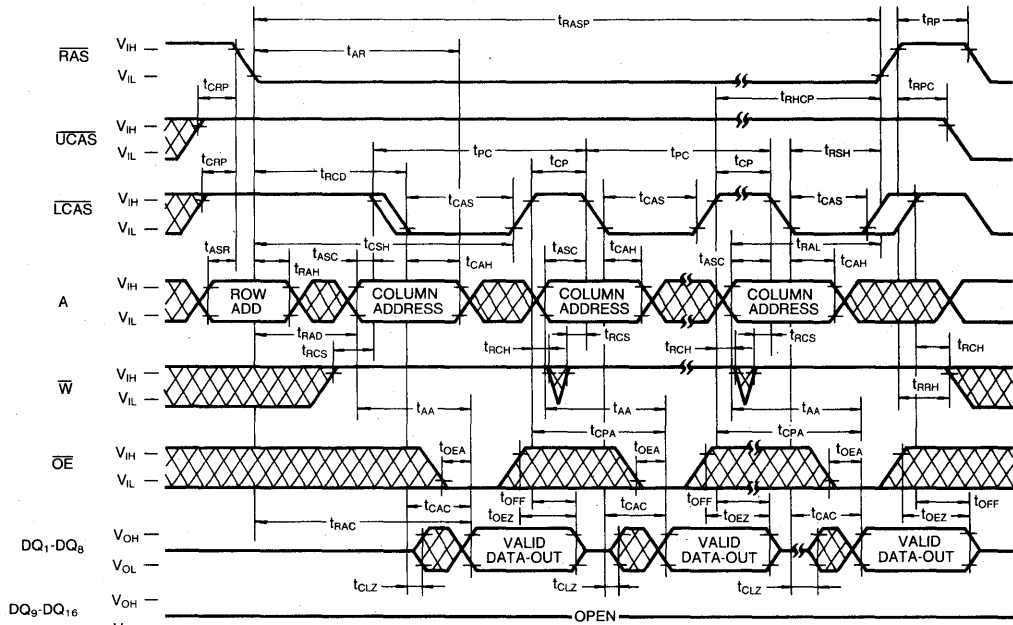 tRASP tRP
RAS VIH tAR
VIL
tCRP tRHCP tRPC
UCAS VIH
VIL
tCRP tRCD tPC tCP tPC tCP tRSH
LCAS VIH
tCAS tCAS tCAS
VIL
tASR tRAH tASC tCSH tCAH tASC tCAH tASC tRAL tCAH
A VIH
ROW ADD COLUMN ADDRESS COLUMN ADDRESS COLUMN ADDRESS
VIL
tRAD
tRCS tRCH tRCS tRCH tRCS tRCH
W VIH
VIL
tRRH
tAA tAA tAA
tCPA tCPA
OE VIH
tOEA tOEA tOEA
VIL
tCAC tOFF tCAC tOFF tCAC tOFF
tRAC tOEZ tOEZ tOEZ
DQ1-DQ8 VOH
VALID DATA-OUT VALID DATA-OUT VALID DATA-OUT
VOL
tCLZ tCLZ tCLZ
DQ9-DQ16 VOH
OPEN